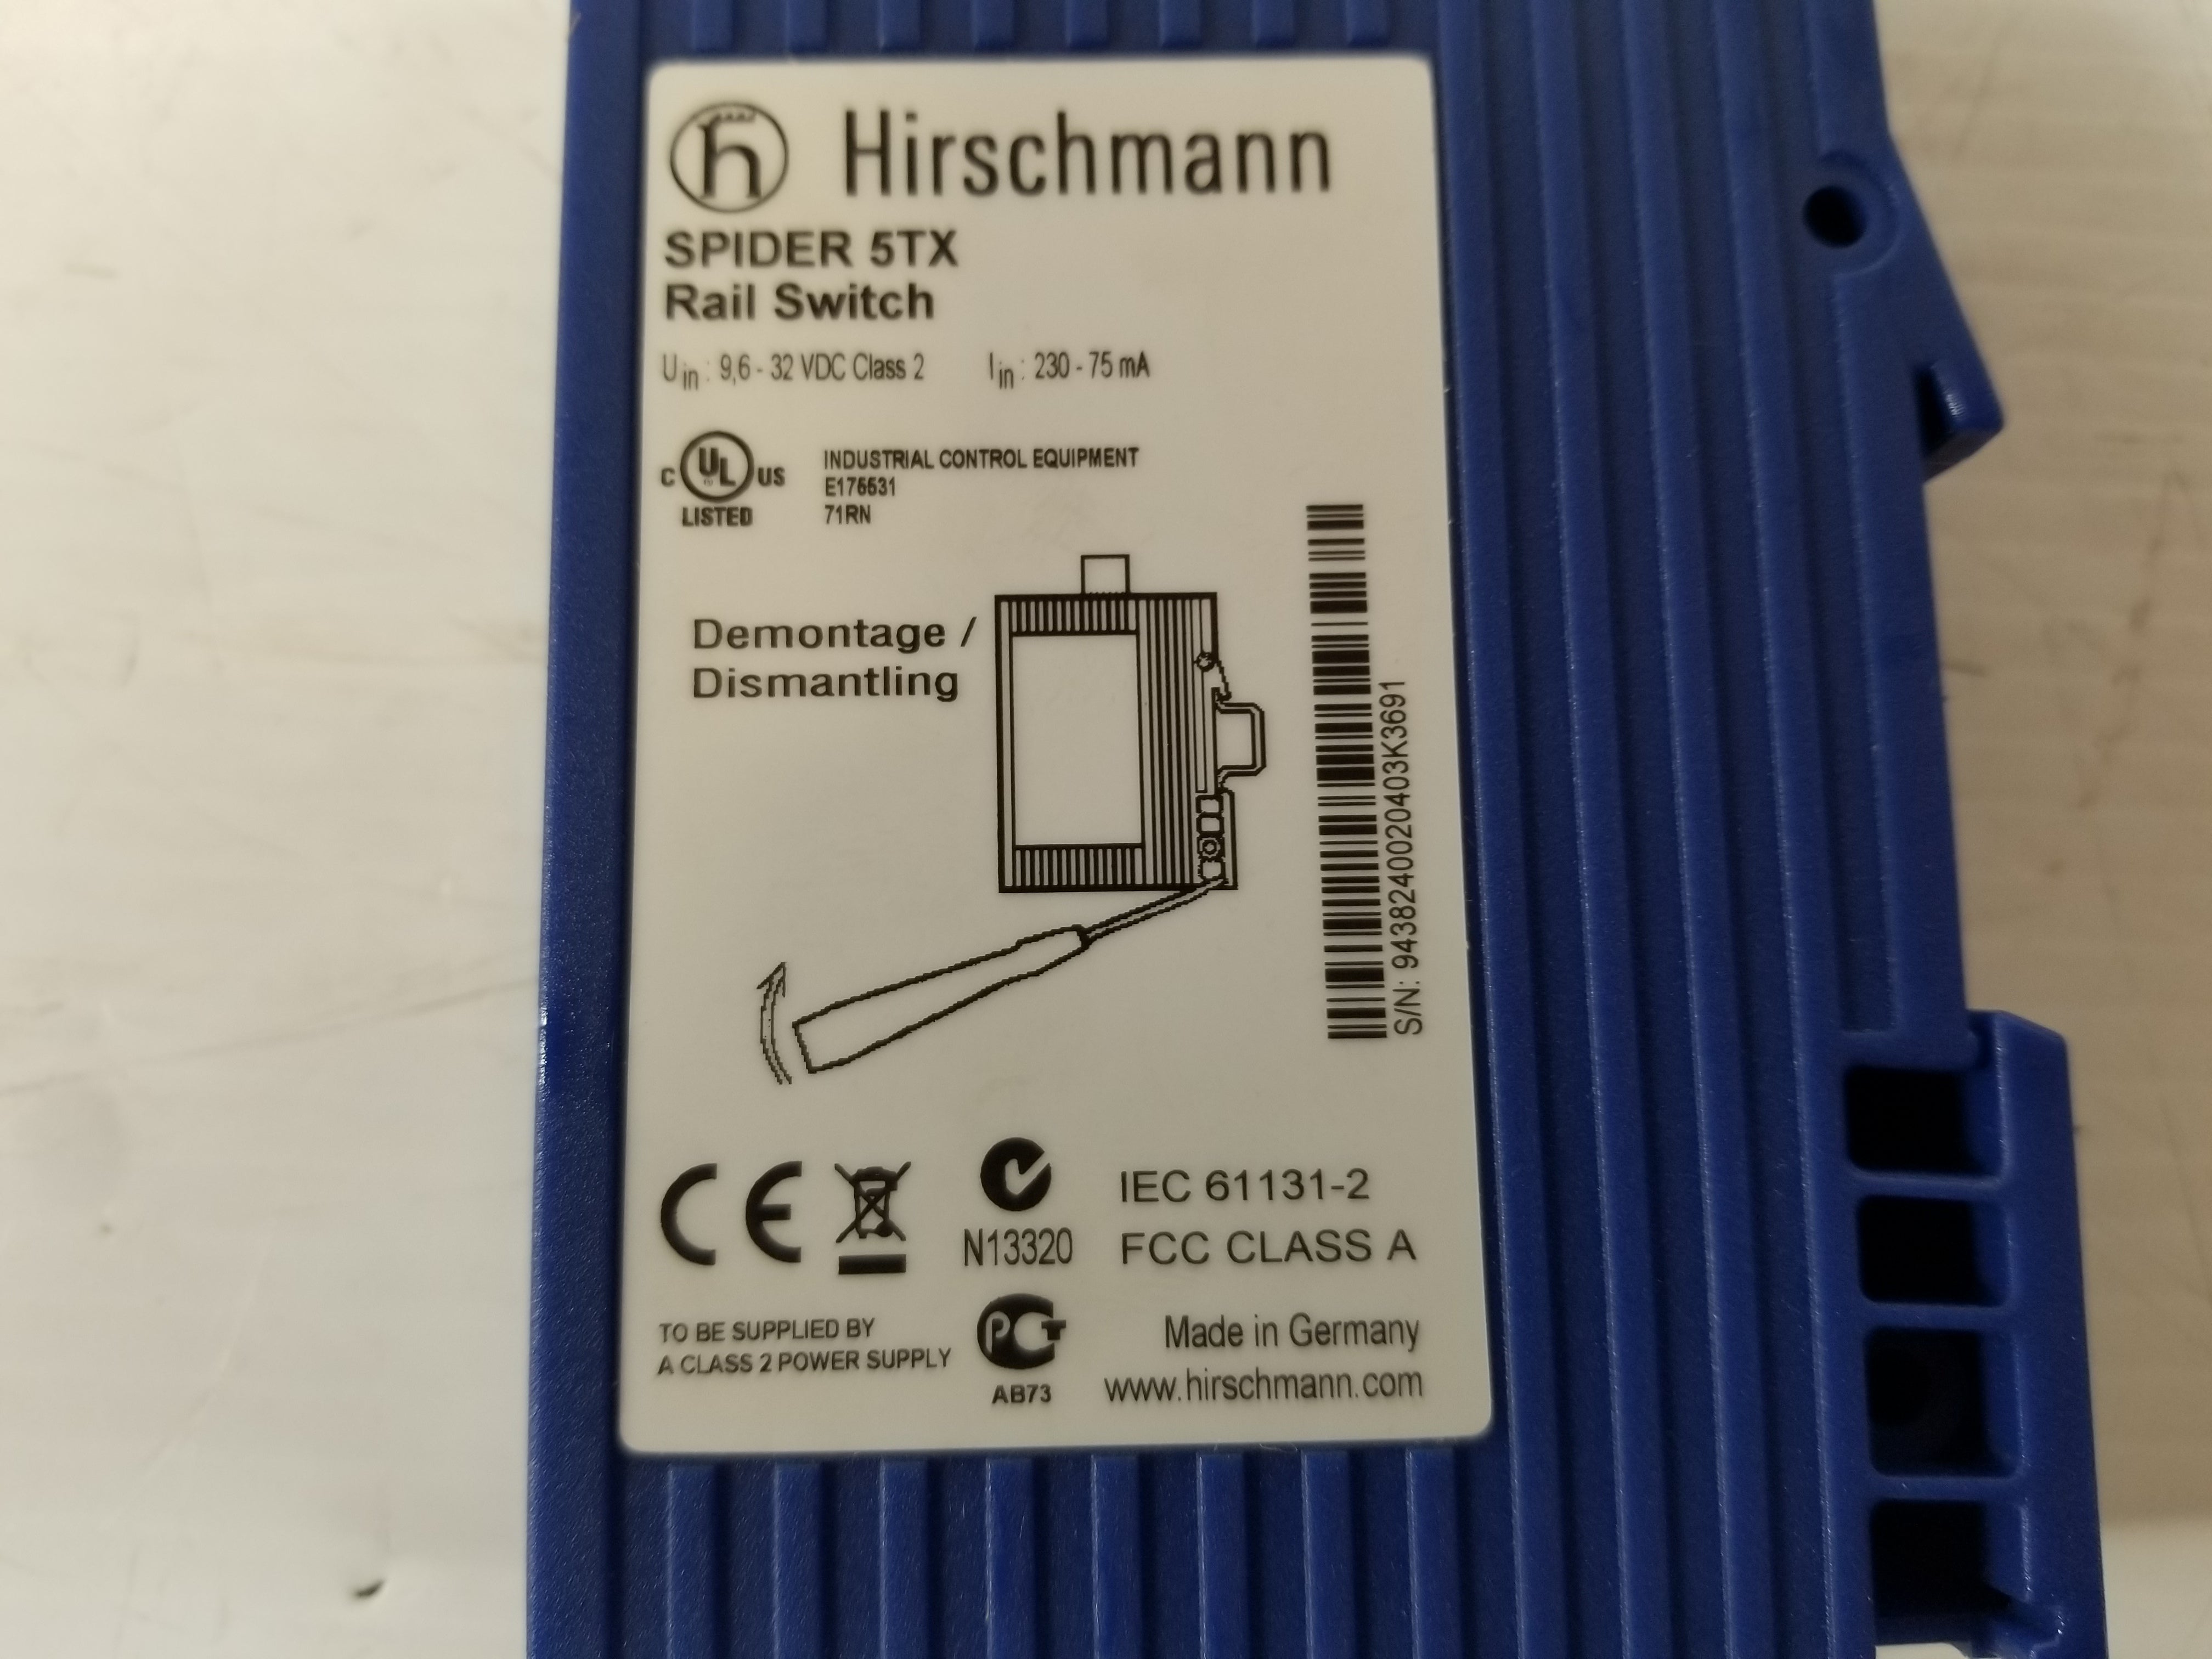 Hirschmann
SPIDER 5TX
Rail Switch
Uin : 9,6 - 32 VDC Class 2 Iin : 230 - 75 mA
C UL US LISTED
INDUSTRIAL CONTROL EQUIPMENT
E175531
71RN
Demontage /
Dismantling
S/N: 9438240020403K3691
CE
N13320
IEC 61131-2
FCC CLASS A
TO BE SUPPLIED BY
A CLASS 2 POWER SUPPLY
PCT
AB73
Made in Germany
www.hirschmann.com